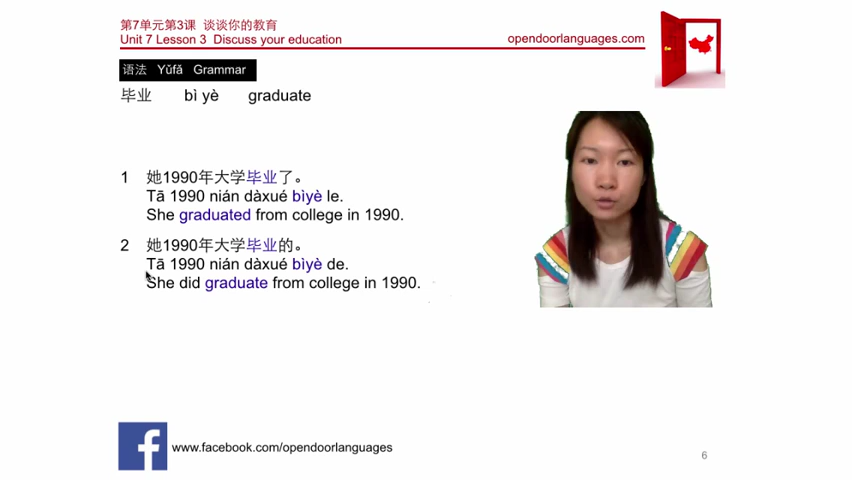 第7单元第3课 谈谈你的教育
Unit 7 Lesson 3 Discuss your education
opendoorlanguages.com
语法 Yǔfǎ Grammar
毕业 bì yè graduate
1 她1990年大学毕业了。
Tā 1990 nián dàxué bìyè le.
She graduated from college in 1990.
2 她1990年大学毕业的。
Tā 1990 nián dàxué bìyè de.
She did graduate from college in 1990.
f www.facebook.com/opendoorlanguages
6